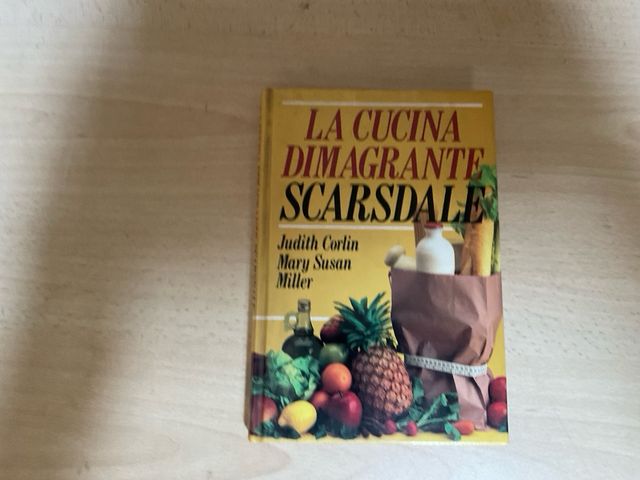 LA CUCINA
DIMAGRANTE
SCARSDALE
Judith Corlin
Mary Susan
Miller